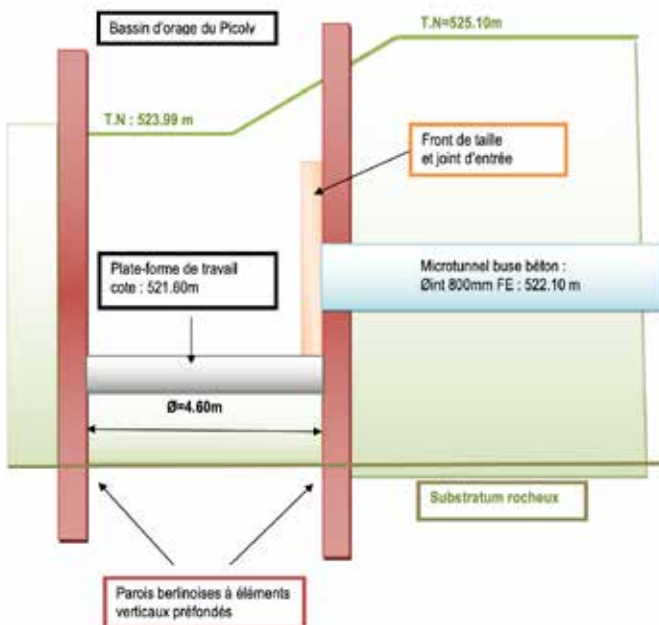 Bassin d'orage du Picoly
T.N=525.10m
T.N : 523.99 m
Front de taille
et joint d'entrée
Plate-forme de travail
cote : 521.60m
Microtunnel buse béton :
Øint 800mm FE : 522.10 m
Ø=4.60m
Substratum rocheux
Parois berlinoises à éléments
verticaux préfondés